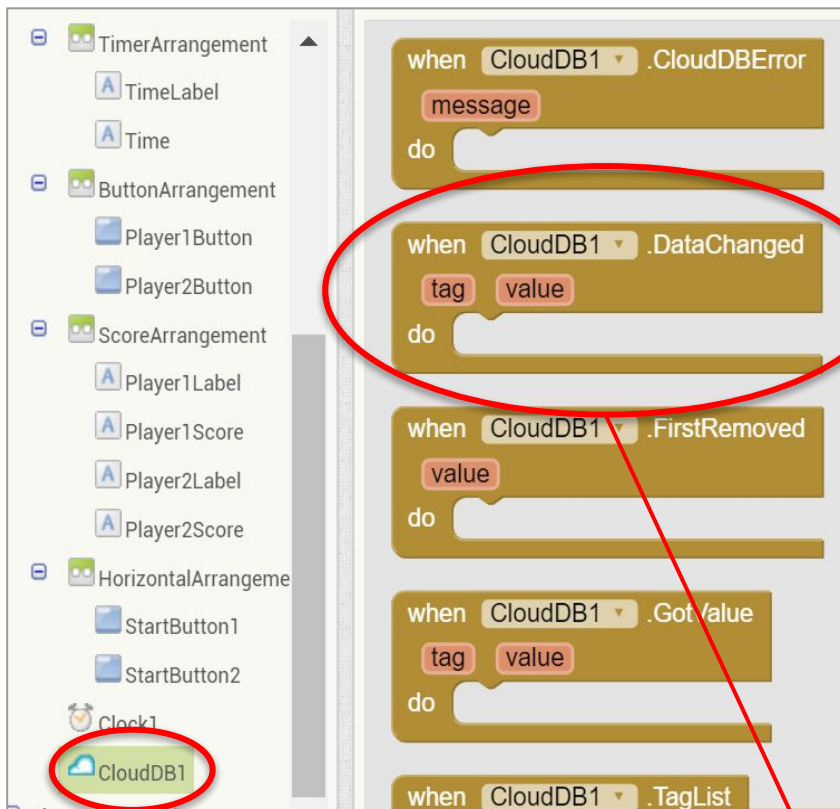 TimerArrangement
TimeLabel
Time
ButtonArrangement
Player1Button
Player2Button
ScoreArrangement
Player1Label
Player1Score
Player2Label
Player2Score
HorizontalArrangeme
StartButton1
StartButton2
Clock1
CloudDB1
when CloudDB1 .CloudDBError
message
do
when CloudDB1 .DataChanged
tag value
do
when CloudDB1 .FirstRemoved
value
do
when CloudDB1 .GotValue
tag value
do
when CloudDB1 .TagList